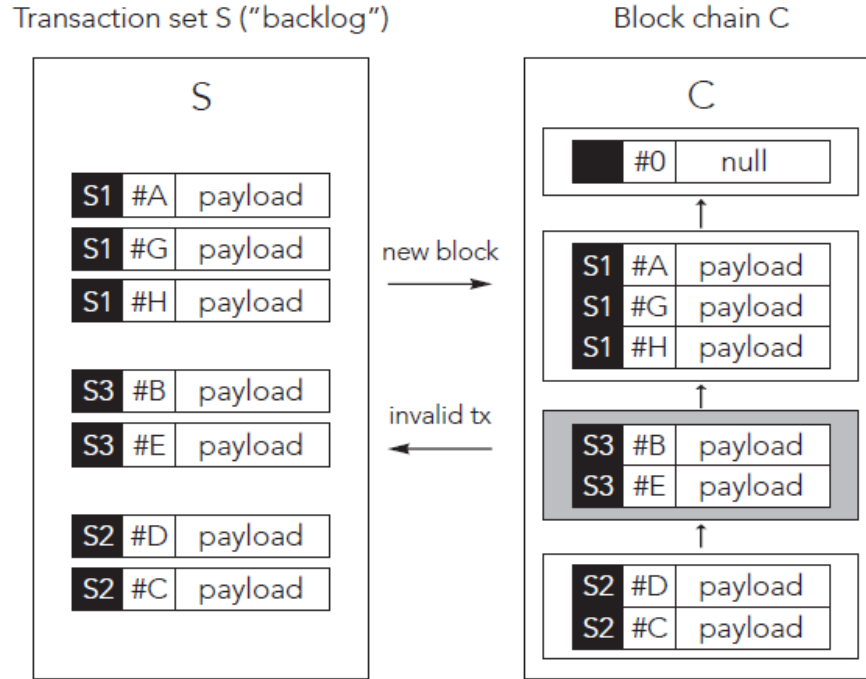 Transaction set S ("backlog")
Block chain C
S
S1 #A payload
S1 #G payload
S1 #H payload
S3 #B payload
S3 #E payload
S2 #D payload
S2 #C payload
new block
invalid tx
C
#0 null
S1 #A payload
S1 #G payload
S1 #H payload
S3 #B payload
S3 #E payload
S2 #D payload
S2 #C payload